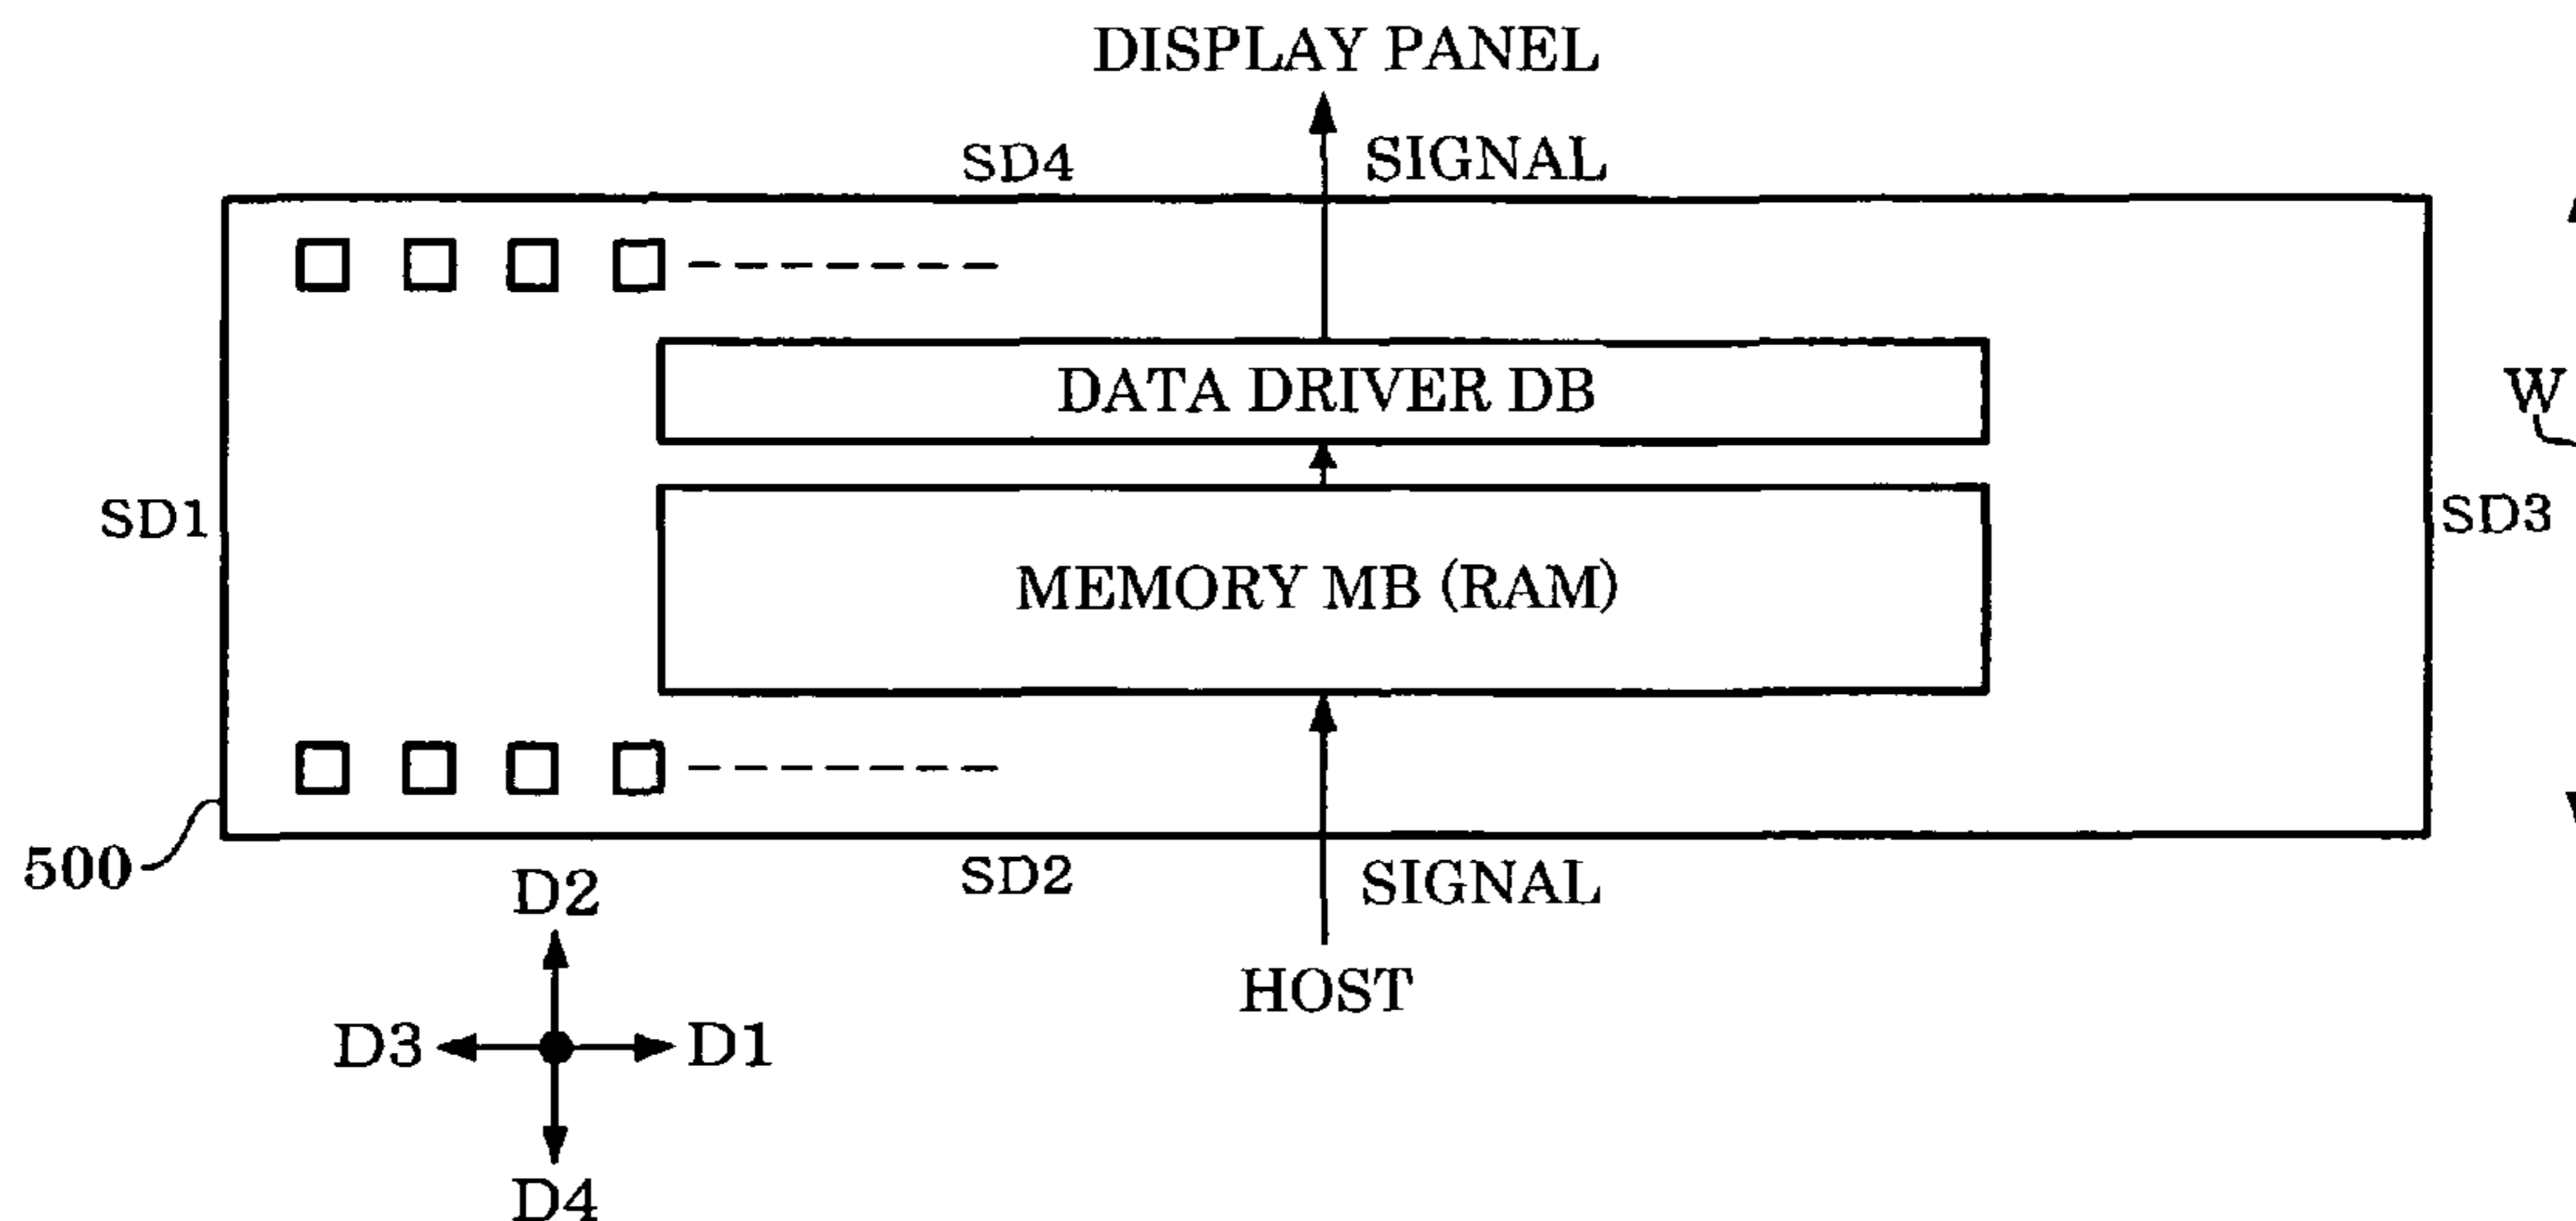 DISPLAY PANEL
SD4
SIGNAL
DATA DRIVER DB
W
SD1
SD3
MEMORY MB (RAM)
500
SD2
SIGNAL
D2
HOST
D3
D1
D4